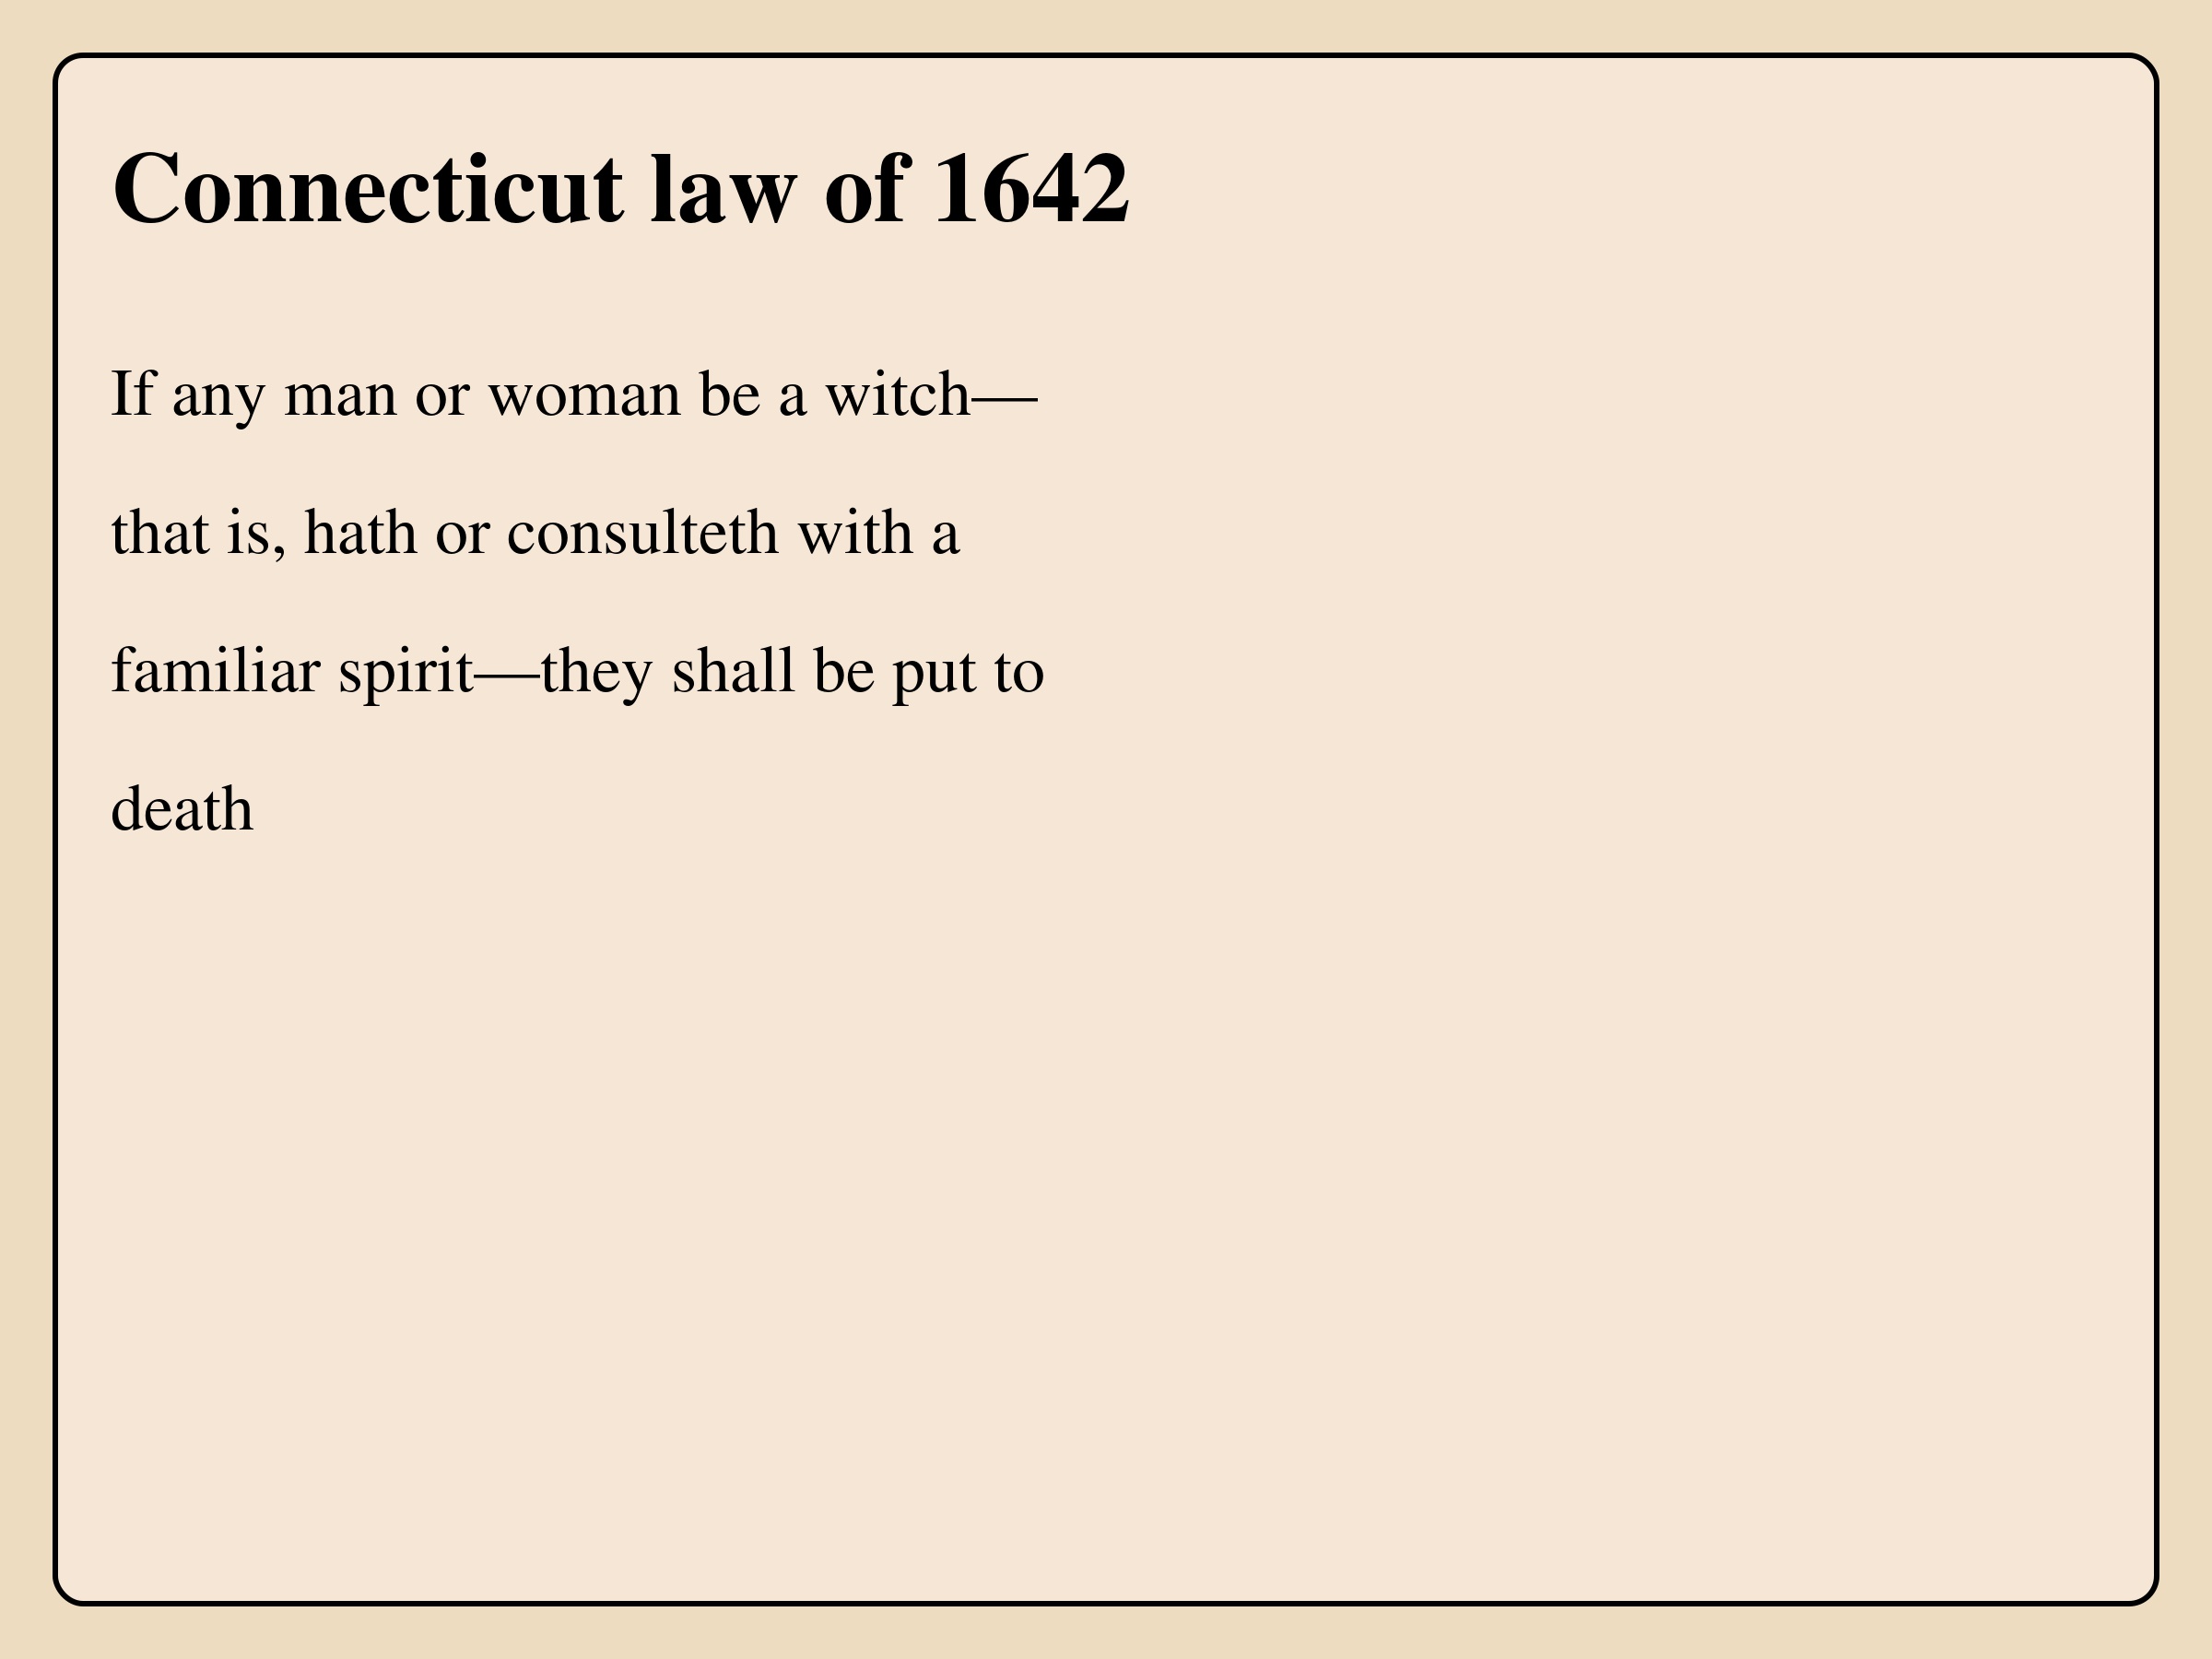 Connecticut law of 1642
If any man or woman be a witch—
that is, hath or consulteth with a
familiar spirit—they shall be put to
death